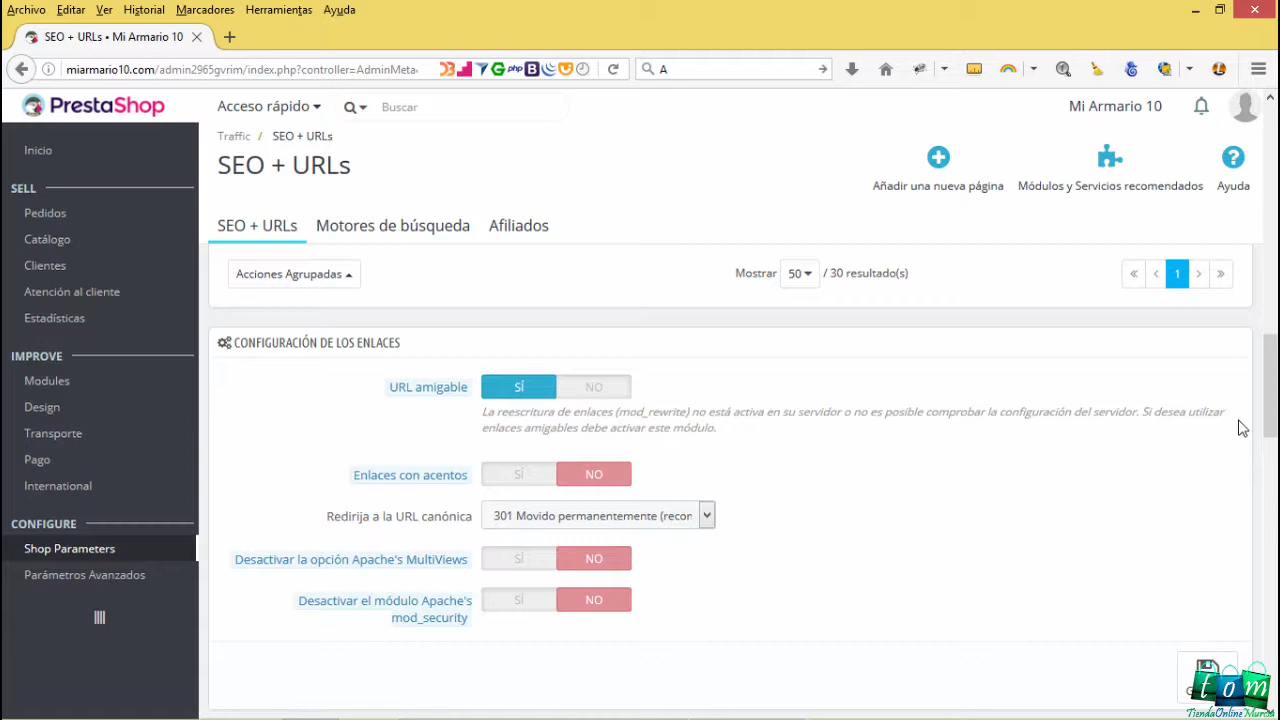 Archivo Editar Ver Historial Marcadores Herramientas Ayuda
SEO + URLs • Mi Armario 10
miarmario10.com/admin2965gvrim/index.php?controller=AdminMeta
php
B
A
PrestaShop
Acceso rápido
Buscar
Mi Armario 10
Traffic / SEO + URLs
SEO + URLs
Añadir una nueva página
Módulos y Servicios recomendados
Ayuda
SEO + URLs Motores de búsqueda Afiliados
Inicio
SELL
Pedidos
Catálogo
Clientes
Atención al cliente
Estadísticas
IMPROVE
Modules
Design
Transporte
Pago
International
CONFIGURE
Shop Parameters
Parámetros Avanzados
Acciones Agrupadas
Mostrar 50 / 30 resultado(s)
« ‹ 1 › »
CONFIGURACIÓN DE LOS ENLACES
URL amigable SÍ NO
La reescritura de enlaces (mod_rewrite) no está activa en su servidor o no es posible comprobar la configuración del servidor. Si desea utilizar
enlaces amigables debe activar este módulo.
Enlaces con acentos SÍ NO
Redirija a la URL canónica 301 Movido permanentemente (recor
Desactivar la opción Apache's MultiViews SÍ NO
Desactivar el módulo Apache's
mod_security
SÍ NO
tom
TiendaOnlineMurcia